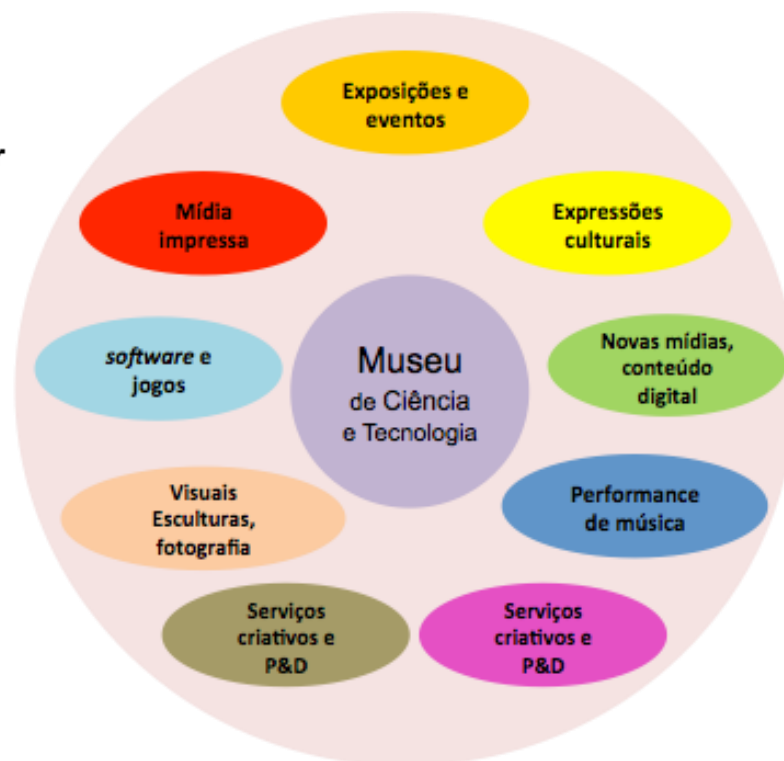 Exposições e
eventos
r
Mídia
impressa
Expressões
culturais
software e
jogos
Museu
de Ciência
e Tecnologia
Novas mídias,
conteúdo
digital
Visuais
Esculturas,
fotografia
Performance
de música
Serviços
criativos e
P&D
Serviços
criativos e
P&D